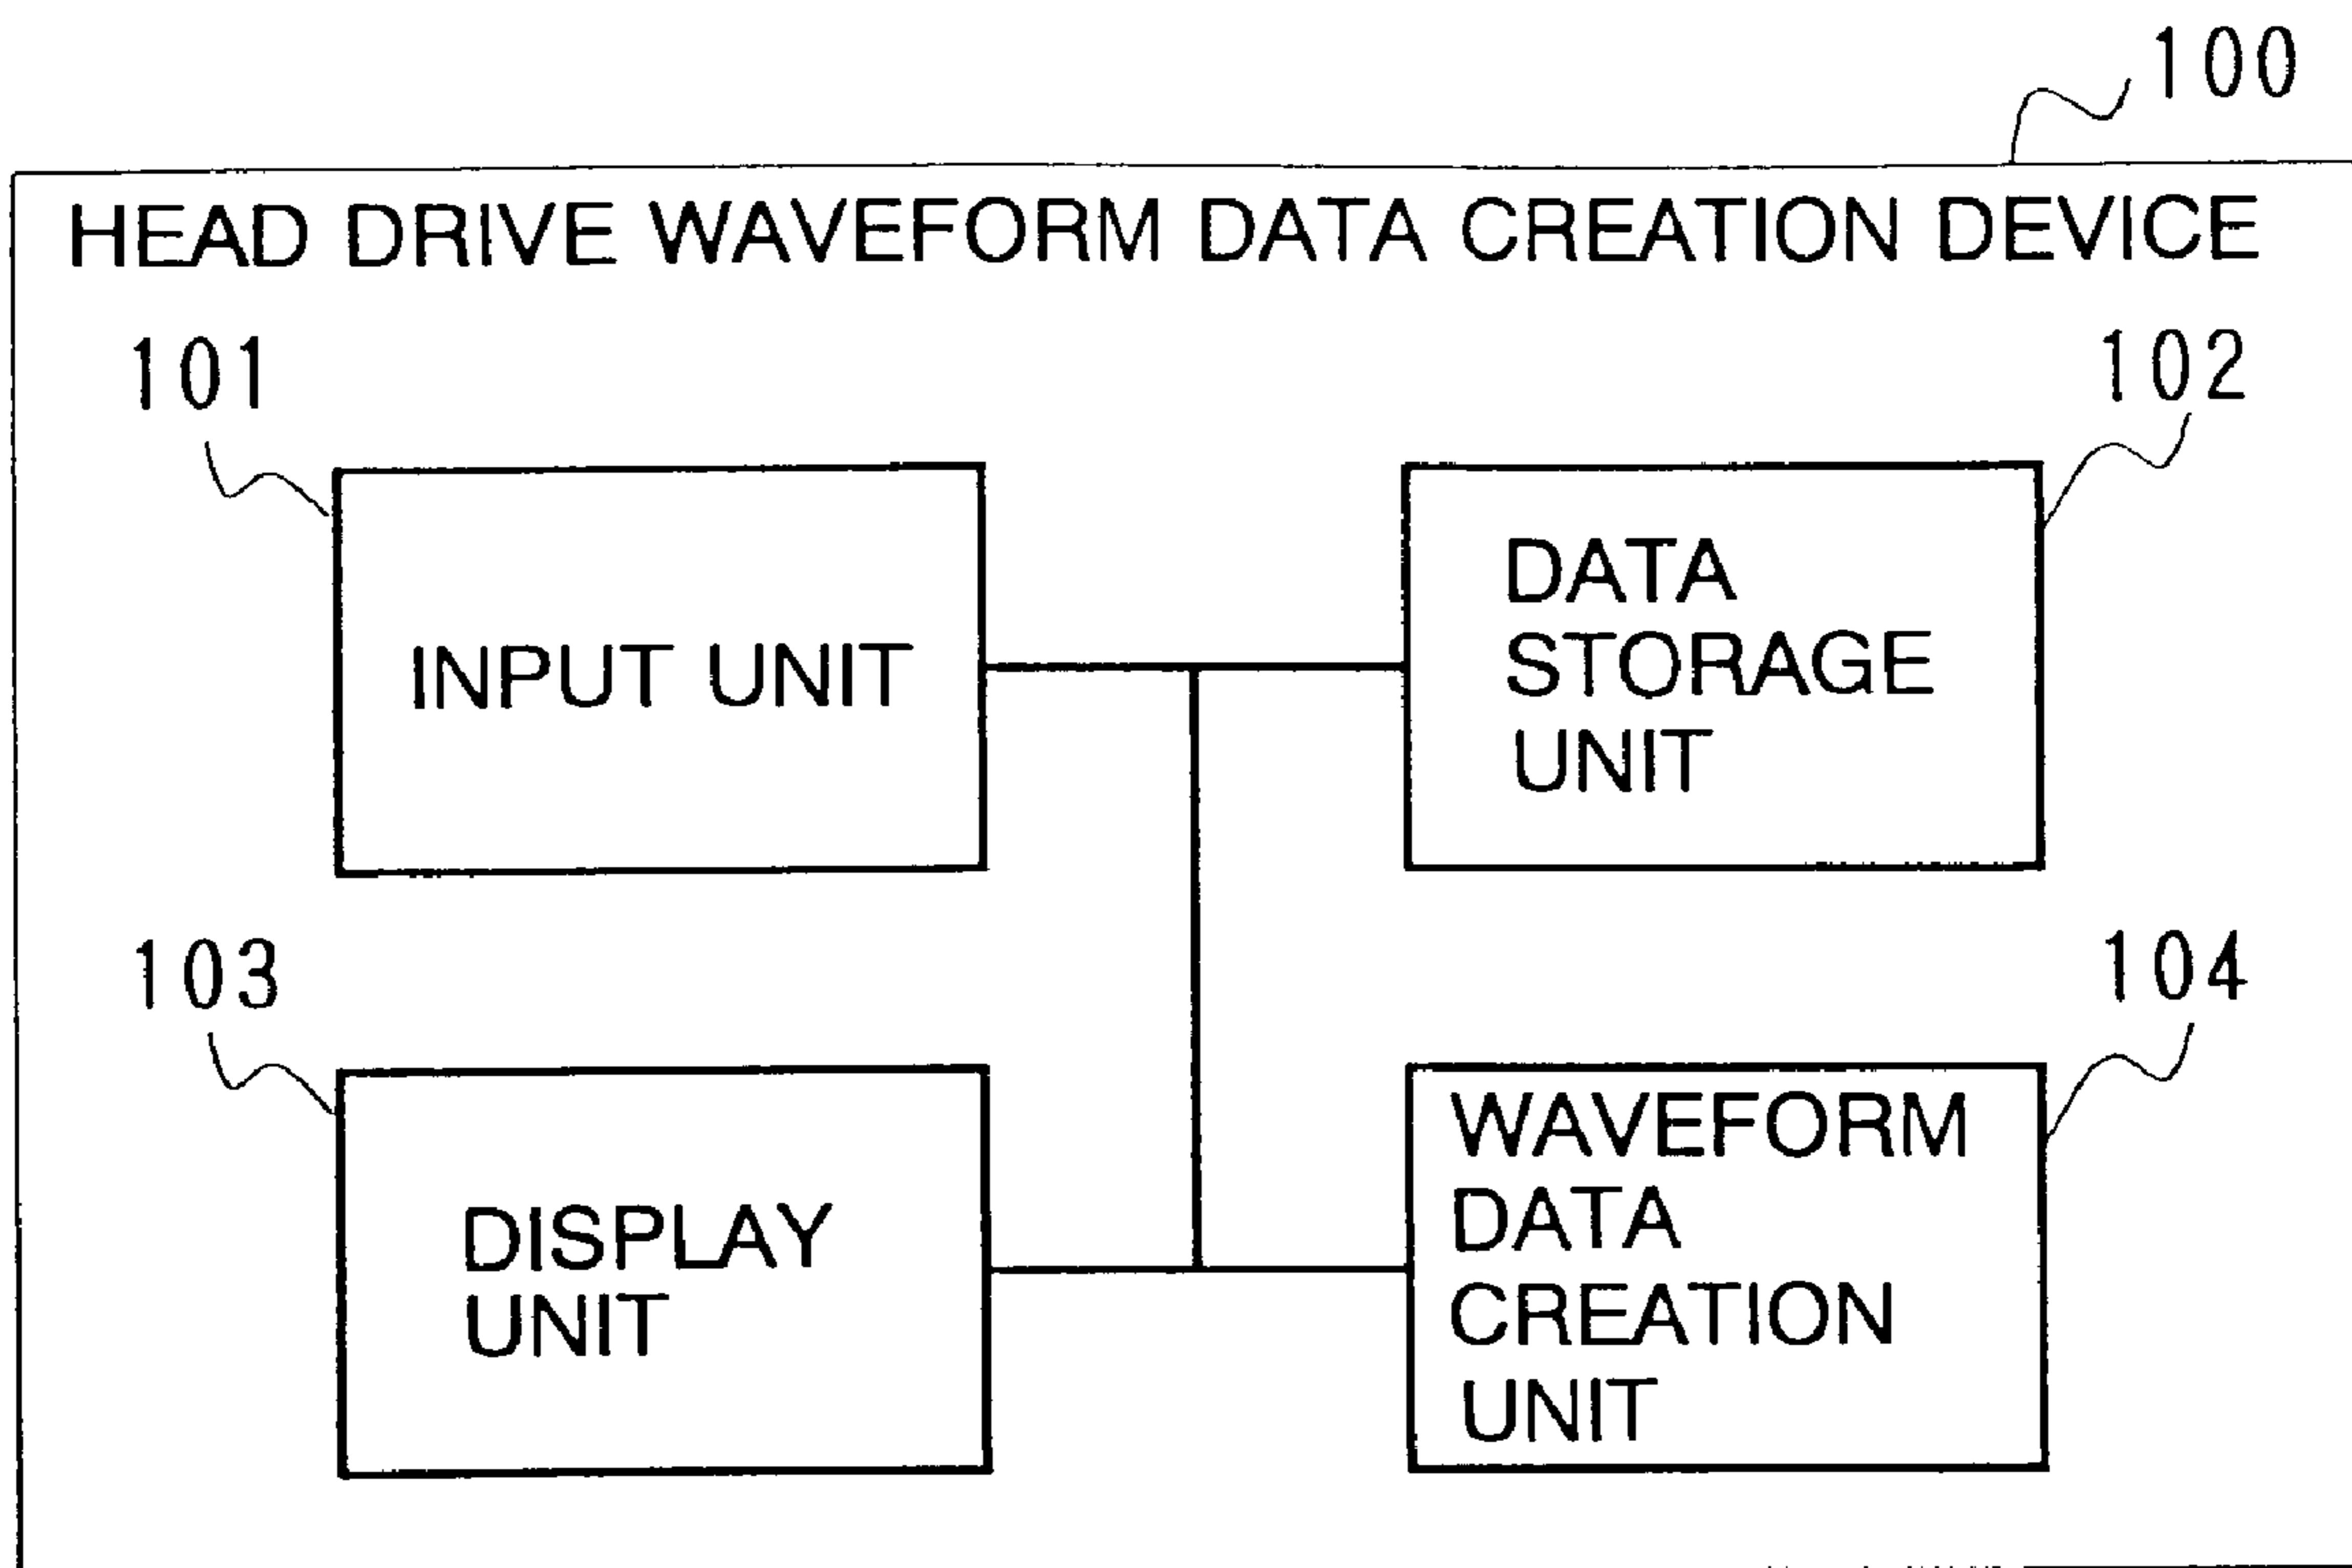 100
HEAD DRIVE WAVEFORM DATA CREATION DEVICE
101
102
INPUT UNIT
DATA
STORAGE
UNIT
103
104
DISPLAY
UNIT
WAVEFORM
DATA
CREATION
UNIT